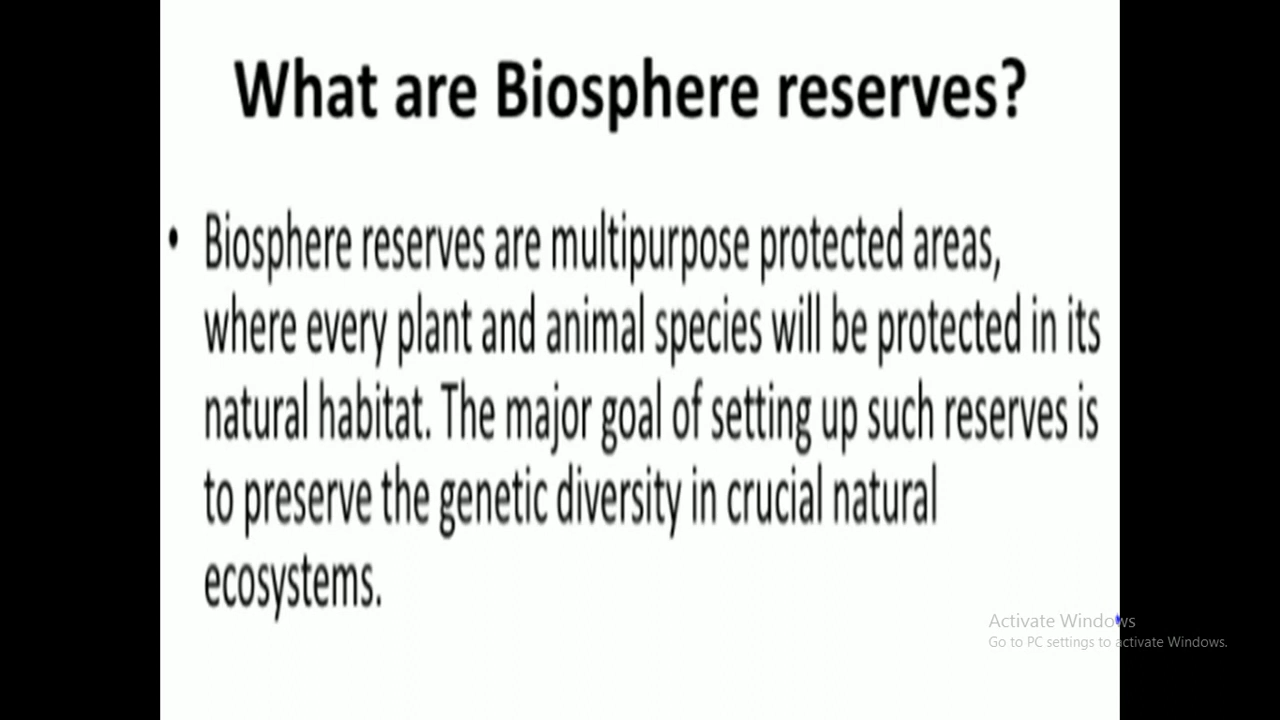 What are Biosphere reserves?
• Biosphere reserves are multipurpose protected areas,
where every plant and animal species will be protected in its
natural habitat. The major goal of setting up such reserves is
to preserve the genetic diversity in crucial natural
ecosystems.
Activate Windows
Go to PC settings to activate Windows.